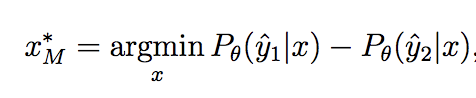 x*_M = argmin_x P_θ(ŷ_1|x) − P_θ(ŷ_2|x),